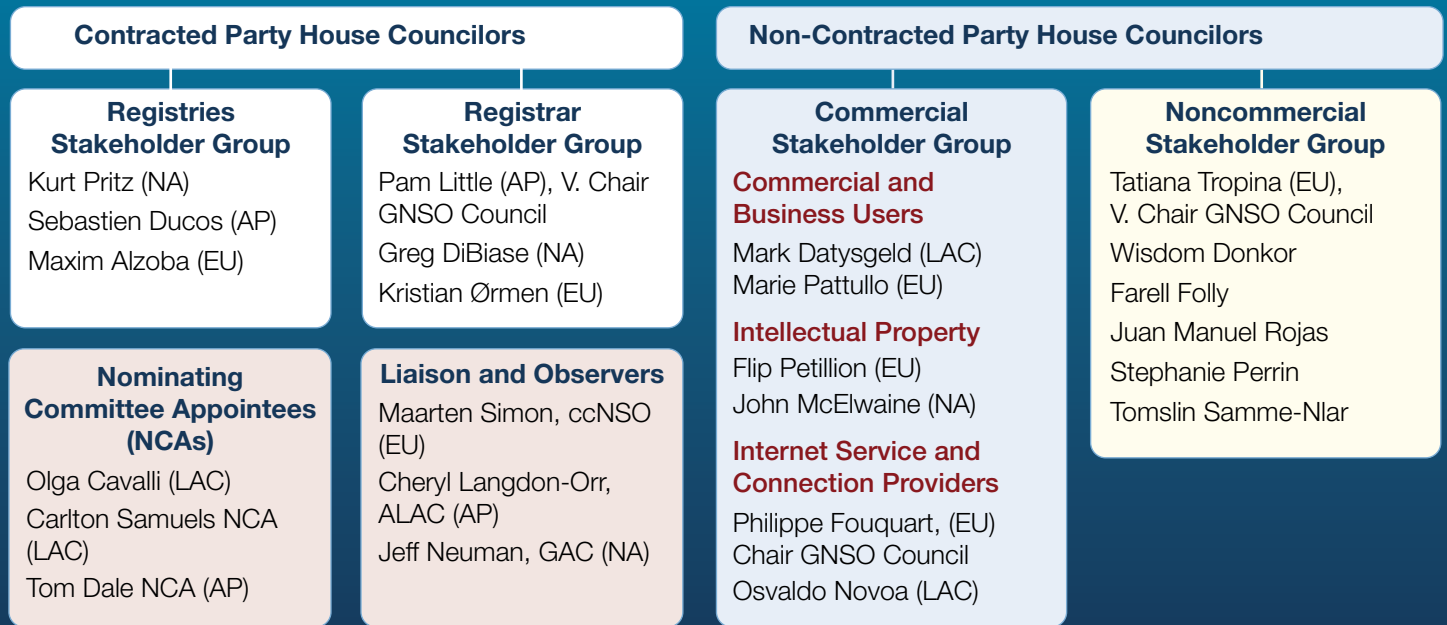 Contracted Party House Councilors
Registries
Stakeholder Group
Kurt Pritz (NA)
Sebastien Ducos (AP)
Maxim Alzoba (EU)
Registrar
Stakeholder Group
Pam Little (AP), V. Chair
GNSO Council
Greg DiBiase (NA)
Kristian Ørmen (EU)
Nominating
Committee Appointees
(NCAs)
Olga Cavalli (LAC)
Carlton Samuels NCA
(LAC)
Tom Dale NCA (AP)
Liaison and Observers
Maarten Simon, ccNSO
(EU)
Cheryl Langdon-Orr,
ALAC (AP)
Jeff Neuman, GAC (NA)
Non-Contracted Party House Councilors
Commercial
Stakeholder Group
Commercial and
Business Users
Mark Datysgeld (LAC)
Marie Pattullo (EU)
Intellectual Property
Flip Petillion (EU)
John McElwaine (NA)
Internet Service and
Connection Providers
Philippe Fouquart, (EU)
Chair GNSO Council
Osvaldo Novoa (LAC)
Noncommercial
Stakeholder Group
Tatiana Tropina (EU),
V. Chair GNSO Council
Wisdom Donkor
Farell Folly
Juan Manuel Rojas
Stephanie Perrin
Tomslin Samme-Nlar